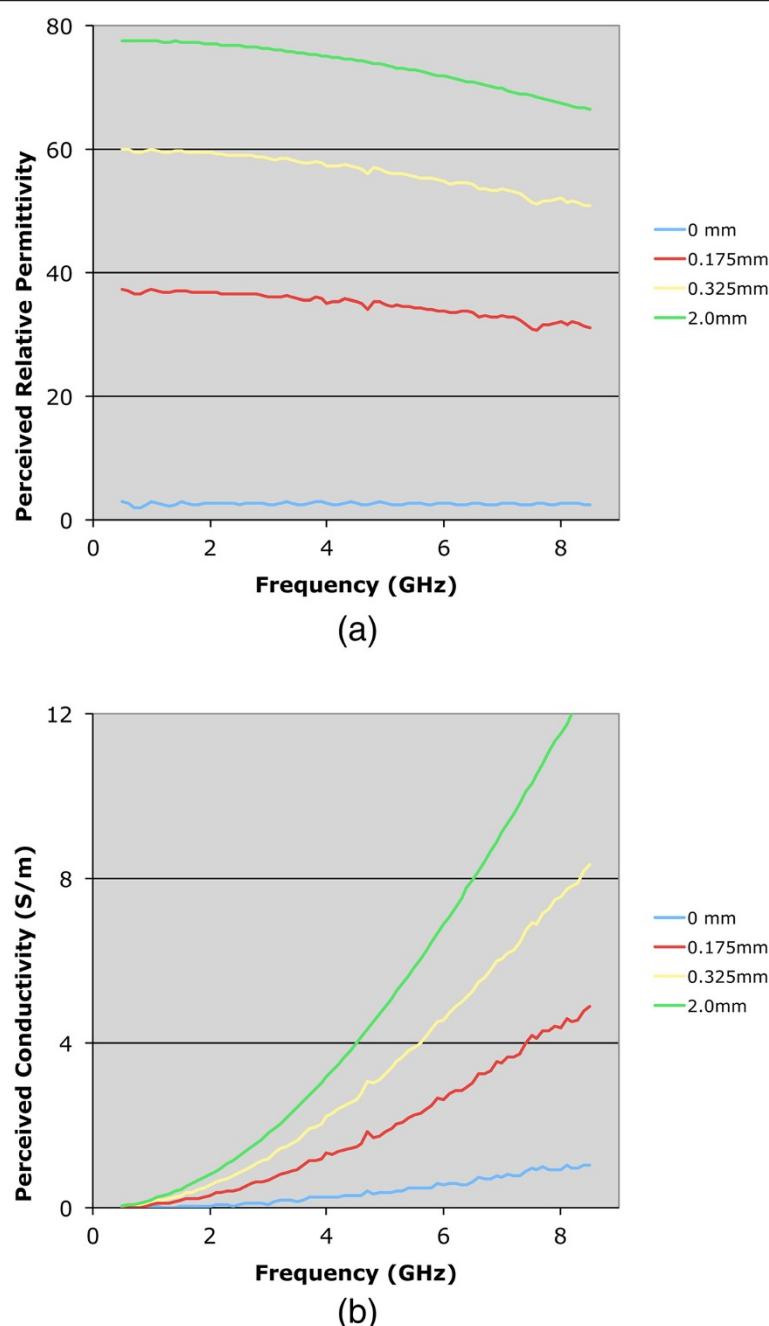 80
60
40
20
0
0 2 4 6 8
Perceived Relative Permittivity
Frequency (GHz)
0 mm
0.175mm
0.325mm
2.0mm
(a)
12
8
4
0
0 2 4 6 8
Perceived Conductivity (S/m)
Frequency (GHz)
0 mm
0.175mm
0.325mm
2.0mm
(b)